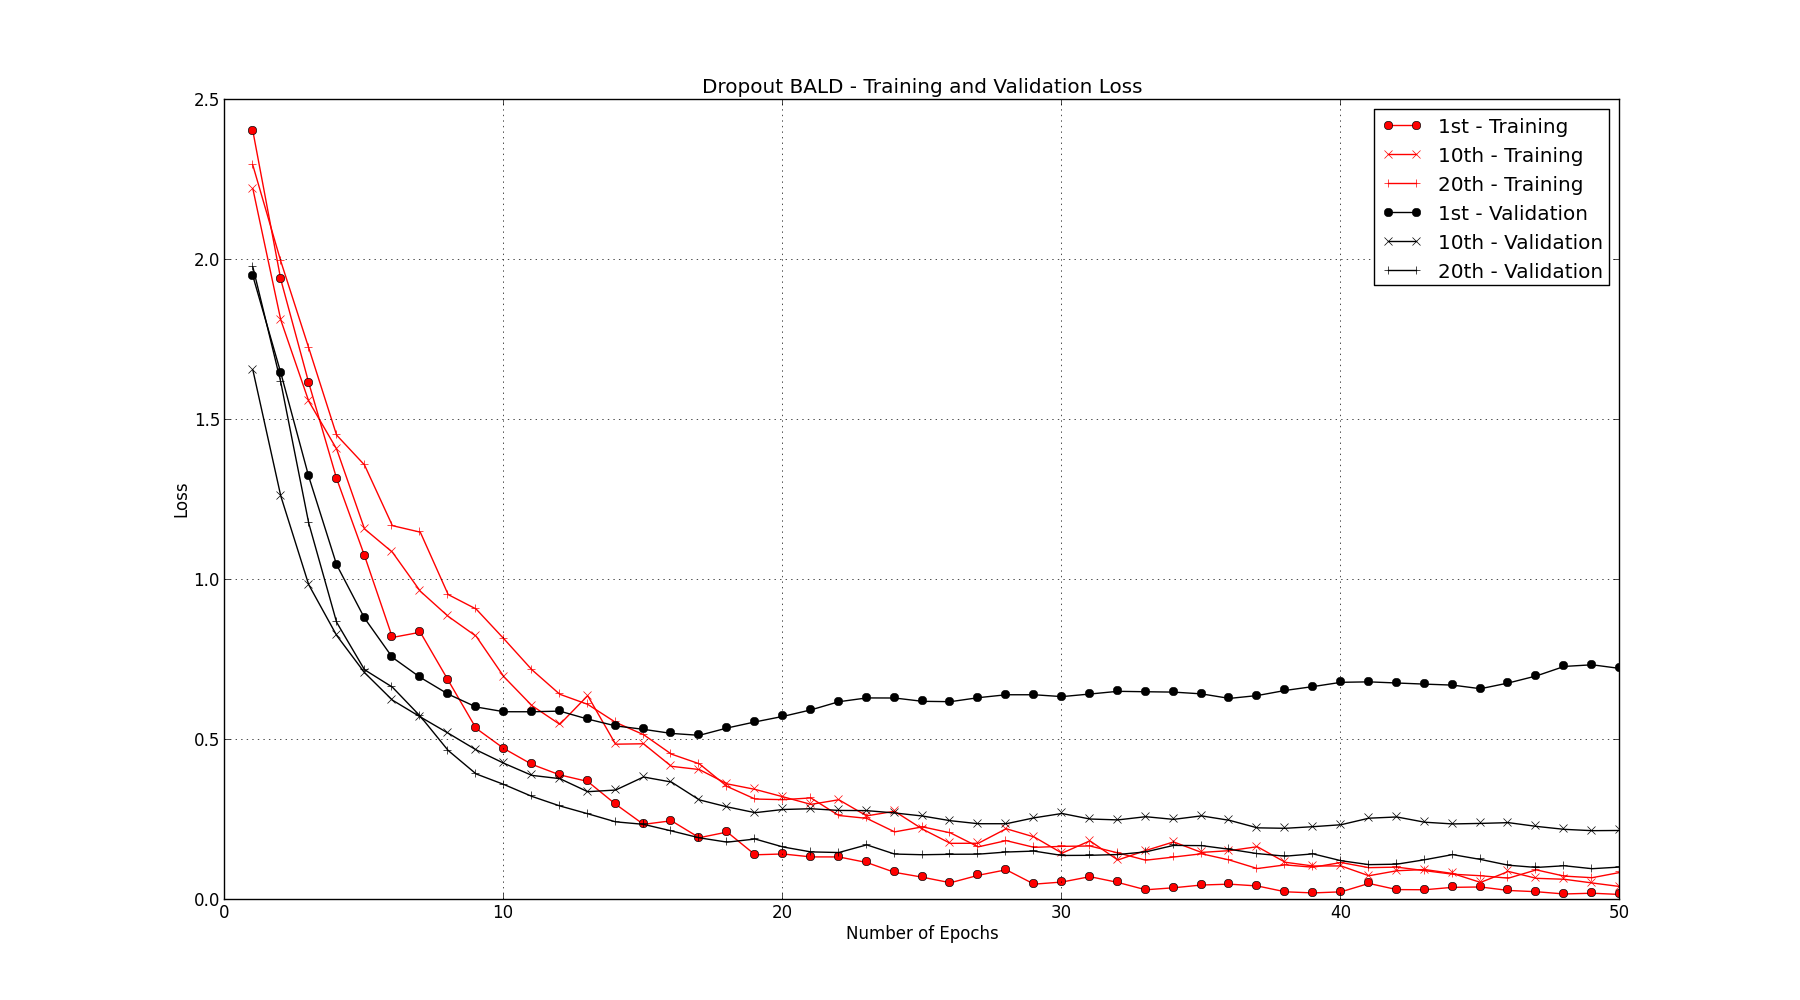 Dropout BALD - Training and Validation Loss
2.5
2.0
1.5
1.0
0.5
0.0
Loss
1st - Training
10th - Training
20th - Training
1st - Validation
10th - Validation
20th - Validation
0 10 20 30 40 50
Number of Epochs